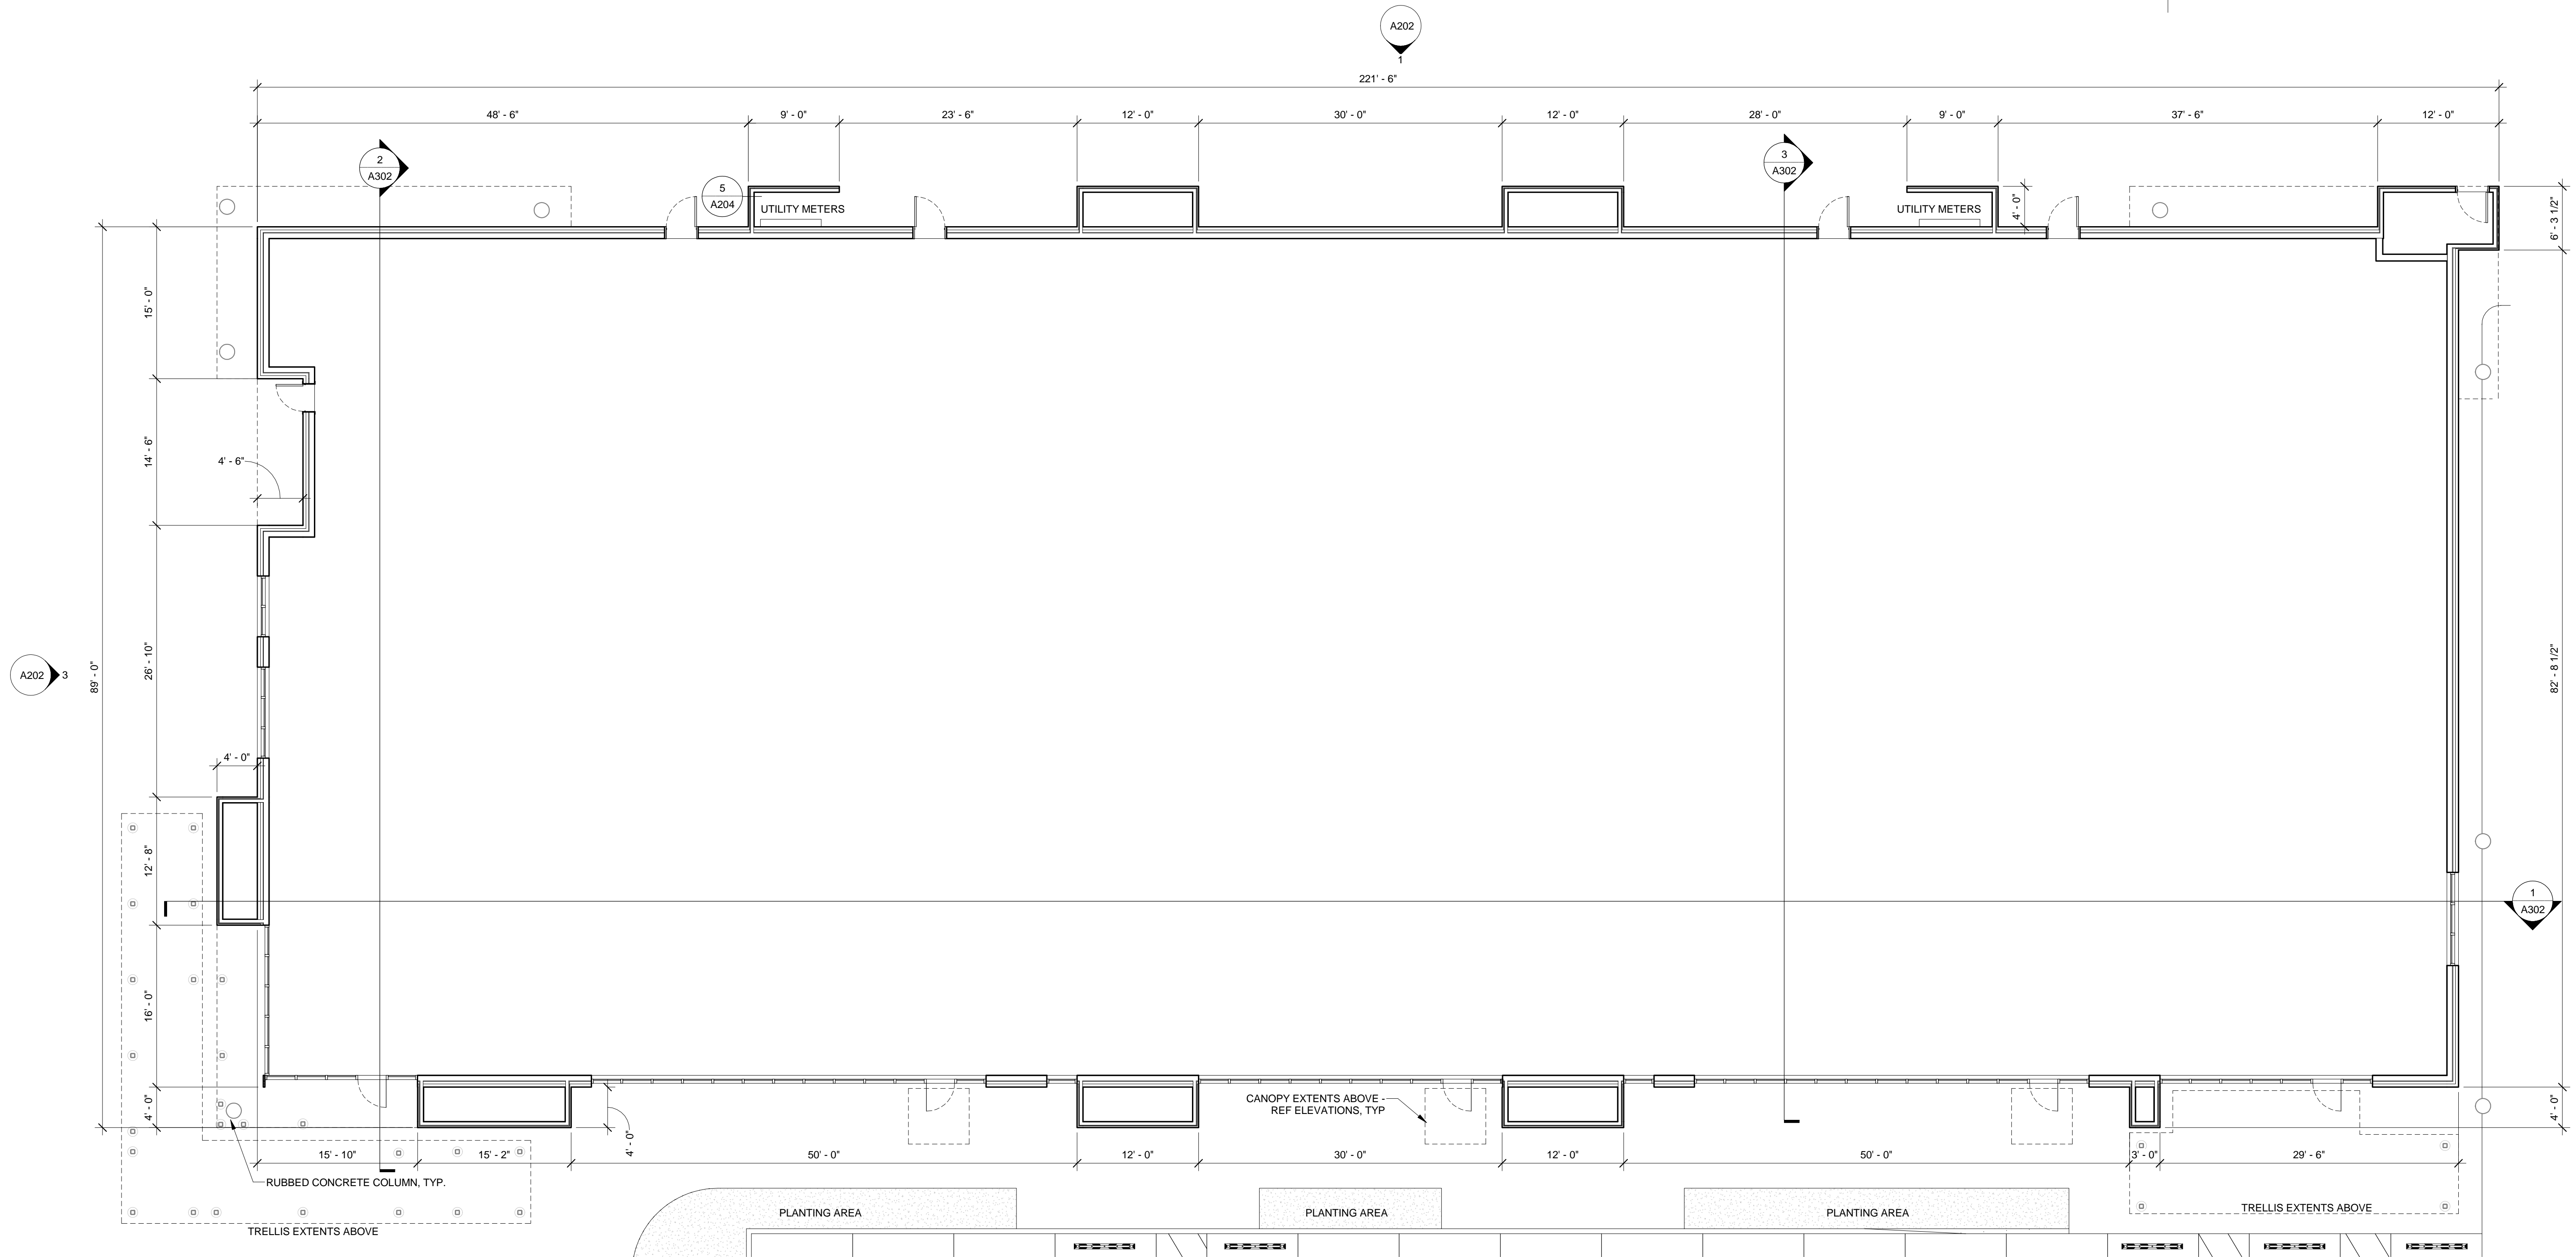 A202
1
221' - 6"
48' - 6"
9' - 0"
23' - 6"
12' - 0"
30' - 0"
12' - 0"
28' - 0"
9' - 0"
37' - 6"
12' - 0"
2
A302
3
A302
5
A204
UTILITY METERS
UTILITY METERS
4' - 0"
6' - 3 1/2"
15' - 0"
14' - 6"
4' - 6"
26' - 10"
89' - 0"
A202
3
82' - 8 1/2"
4' - 0"
12' - 8"
1
A302
16' - 0"
4' - 0"
4' - 0"
CANOPY EXTENTS ABOVE -
REF ELEVATIONS, TYP
4' - 0"
15' - 10"
15' - 2"
50' - 0"
12' - 0"
30' - 0"
12' - 0"
50' - 0"
3' - 0"
29' - 6"
RUBBED CONCRETE COLUMN, TYP.
TRELLIS EXTENTS ABOVE
PLANTING AREA
PLANTING AREA
PLANTING AREA
TRELLIS EXTENTS ABOVE